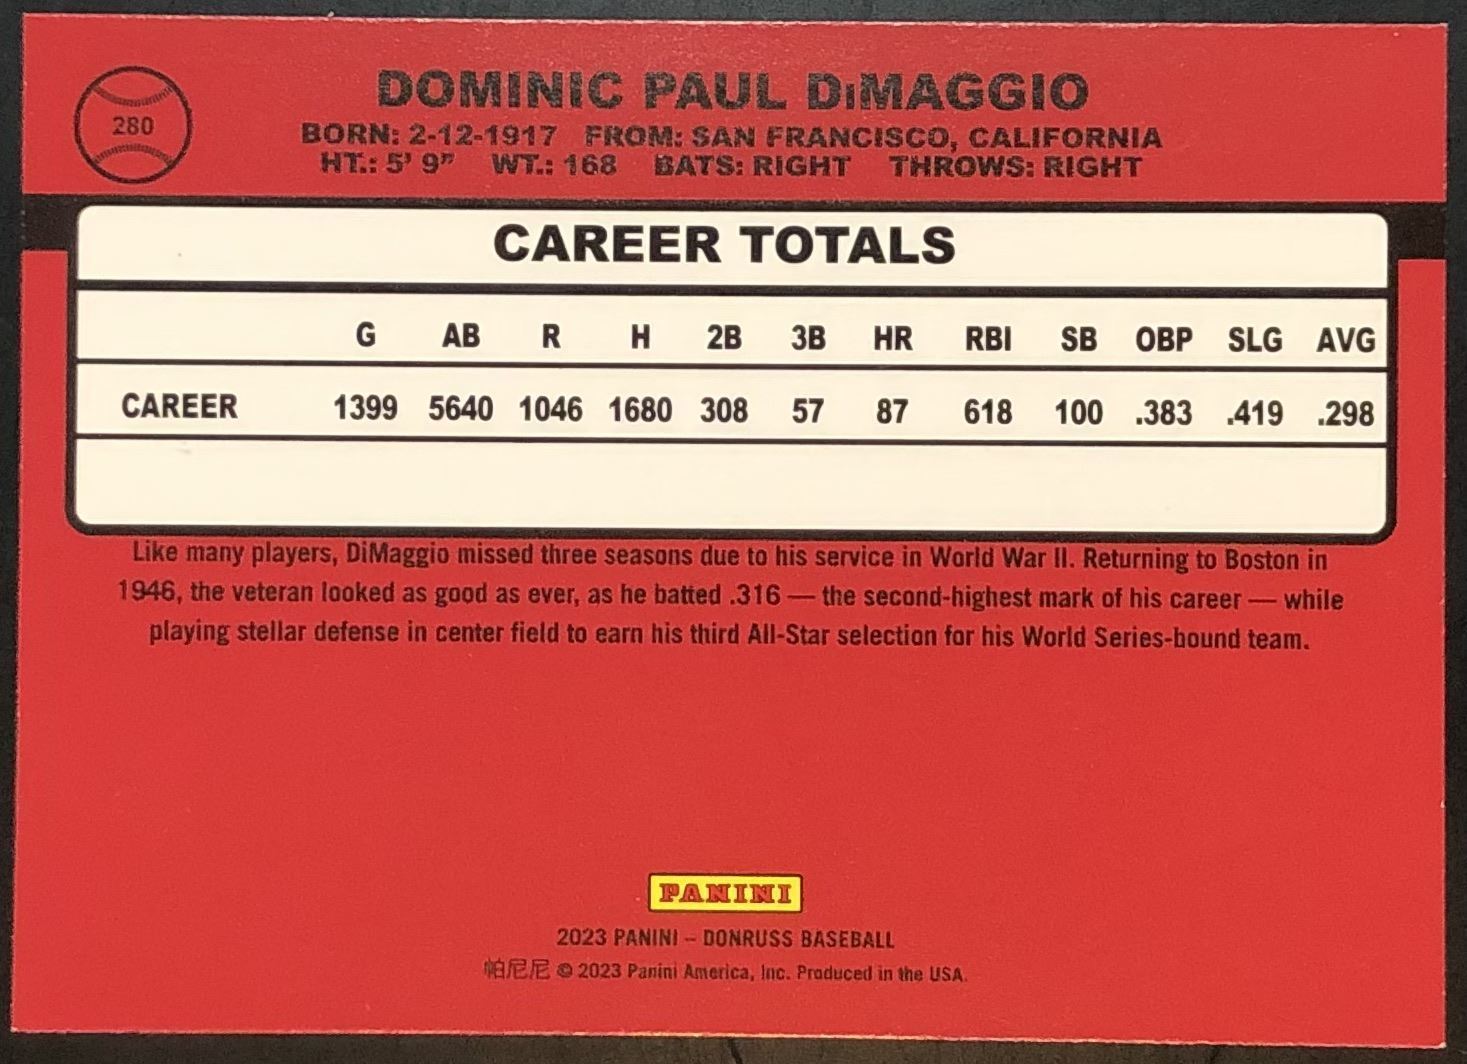 280
DOMINIC PAUL DiMAGGIO
BORN: 2-12-1917 FROM: SAN FRANCISCO, CALIFORNIA
HT.: 5' 9" WT.: 168 BATS: RIGHT THROWS: RIGHT
CAREER TOTALS
G AB R H 2B 3B HR RBI SB OBP SLG AVG
CAREER 1399 5640 1046 1680 308 57 87 618 100 .383 .419 .298
Like many players, DiMaggio missed three seasons due to his service in World War II. Returning to Boston in
1946, the veteran looked as good as ever, as he batted .316 — the second-highest mark of his career — while
playing stellar defense in center field to earn his third All-Star selection for his World Series-bound team.
PANINI
2023 PANINI – DONRUSS BASEBALL
帕尼尼 © 2023 Panini America, Inc. Produced in the USA.